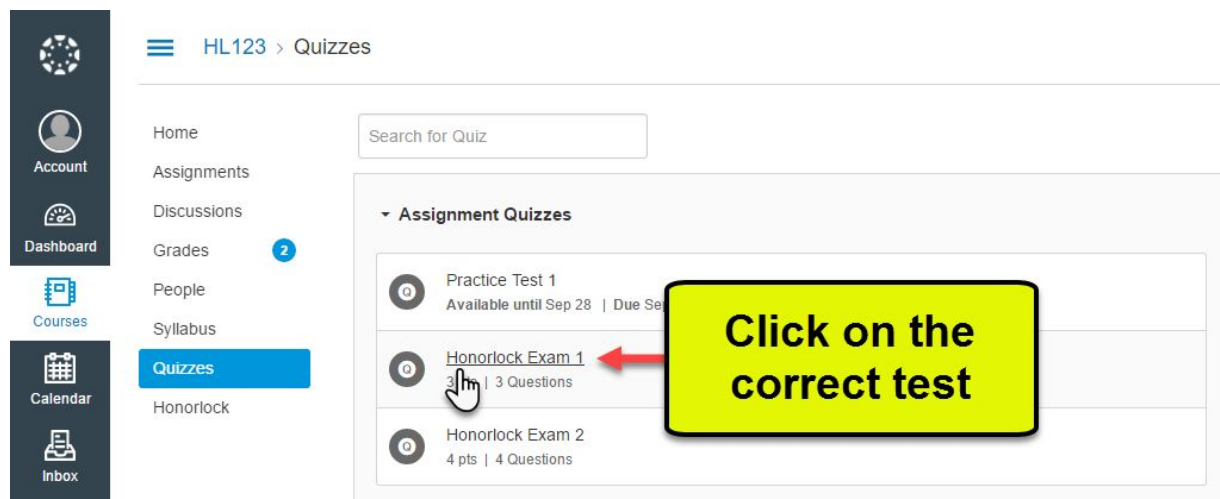 HL123 > Quizzes
Account
Dashboard
Courses
Calendar
Inbox
Home
Assignments
Discussions
Grades 2
People
Syllabus
Quizzes
Honorlock
Search for Quiz
Assignment Quizzes
Q
Practice Test 1
Available until Sep 28 | Due
Q
Honorlock Exam 1
3 | 3 Questions
Q
Honorlock Exam 2
4 pts | 4 Questions
Click on the
correct test